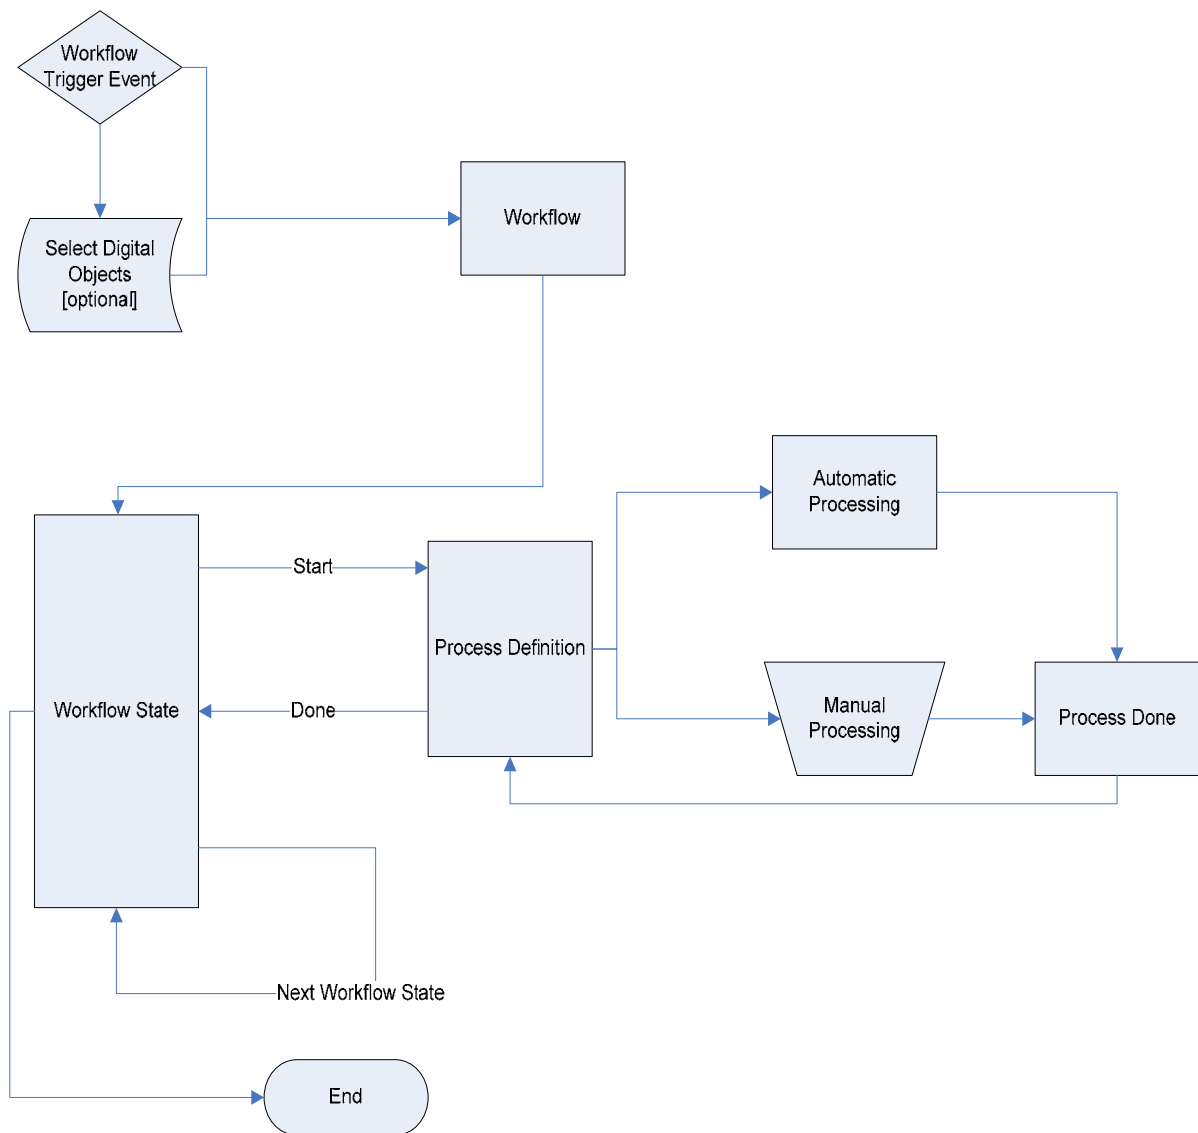 Workflow
Trigger Event
Select Digital
Objects
[optional]
Workflow
Automatic
Processing
Start
Process Definition
Workflow State
Done
Manual
Processing
Process Done
Next Workflow State
End